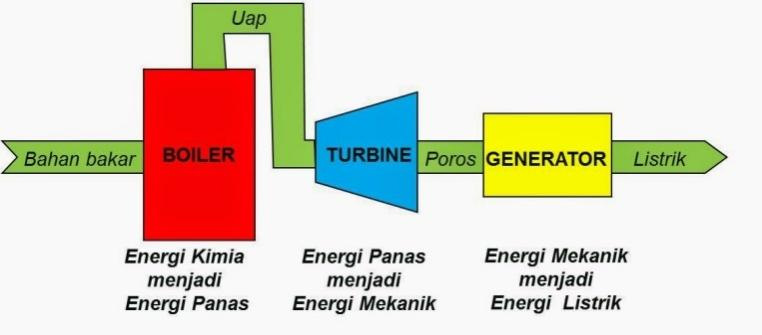 Uap
Bahan bakar
BOILER
TURBINE
Poros
GENERATOR
Listrik
Energi Kimia
menjadi
Energi Panas
Energi Panas
menjadi
Energi Mekanik
Energi Mekanik
menjadi
Energi Listrik